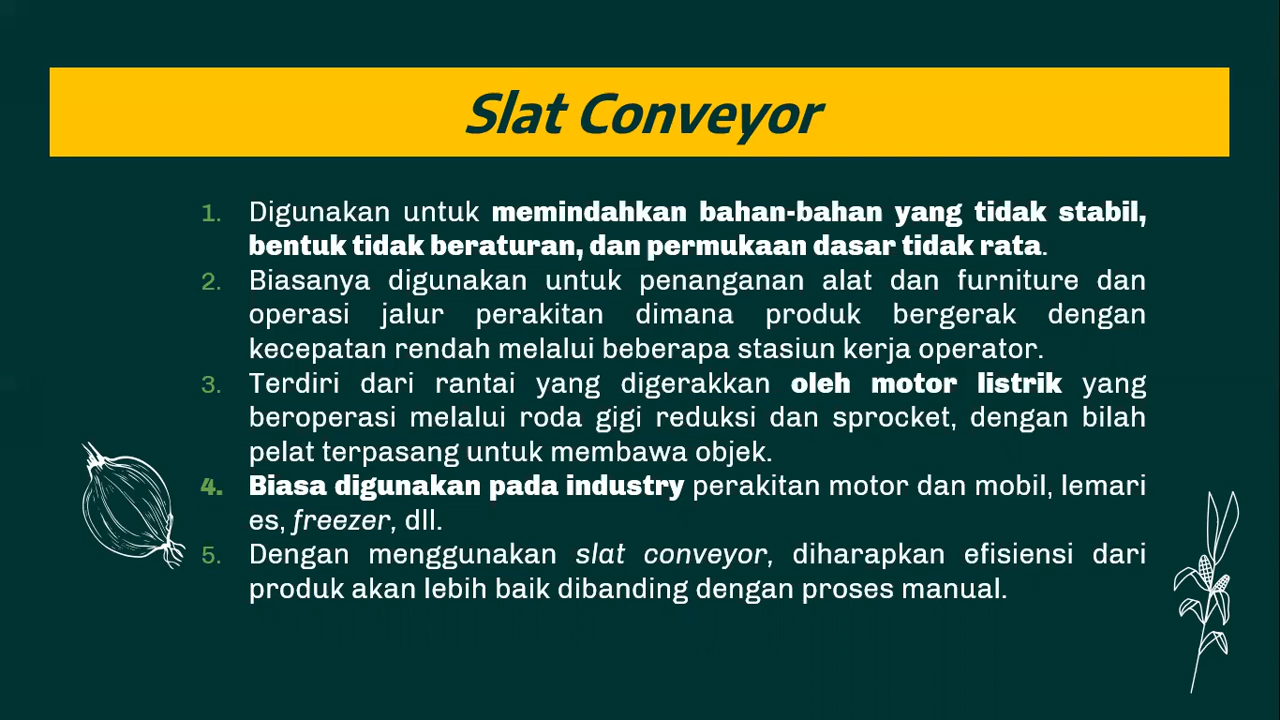 Slat Conveyor
1. Digunakan untuk memindahkan bahan-bahan yang tidak stabil,
bentuk tidak beraturan, dan permukaan dasar tidak rata.
2. Biasanya digunakan untuk penanganan alat dan furniture dan
operasi jalur perakitan dimana produk bergerak dengan
kecepatan rendah melalui beberapa stasiun kerja operator.
3. Terdiri dari rantai yang digerakkan oleh motor listrik yang
beroperasi melalui roda gigi reduksi dan sprocket, dengan bilah
pelat terpasang untuk membawa objek.
4. Biasa digunakan pada industry perakitan motor dan mobil, lemari
es, freezer, dll.
5. Dengan menggunakan slat conveyor, diharapkan efisiensi dari
produk akan lebih baik dibanding dengan proses manual.